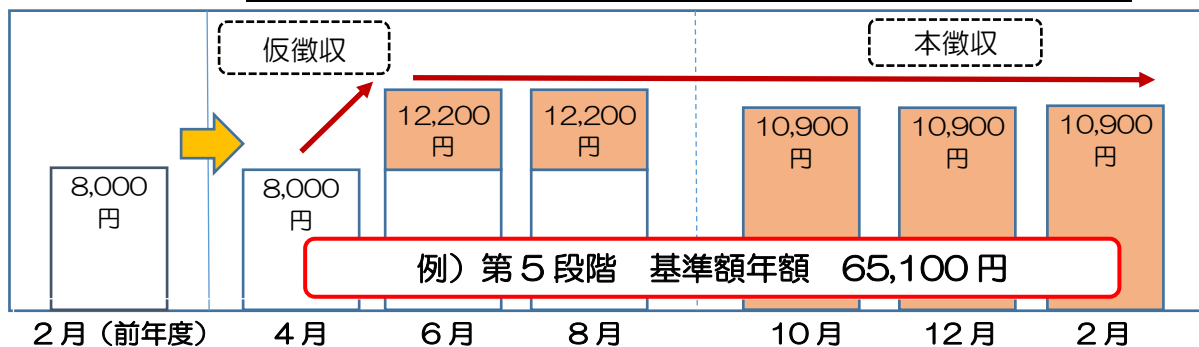 仮徴収
本徴収
8,000
円
8,000
円
12,200
円
12,200
円
10,900
円
10,900
円
10,900
円
例）第５段階　基準額年額　65,100円
２月（前年度）
４月
６月
８月
10月
12月
２月